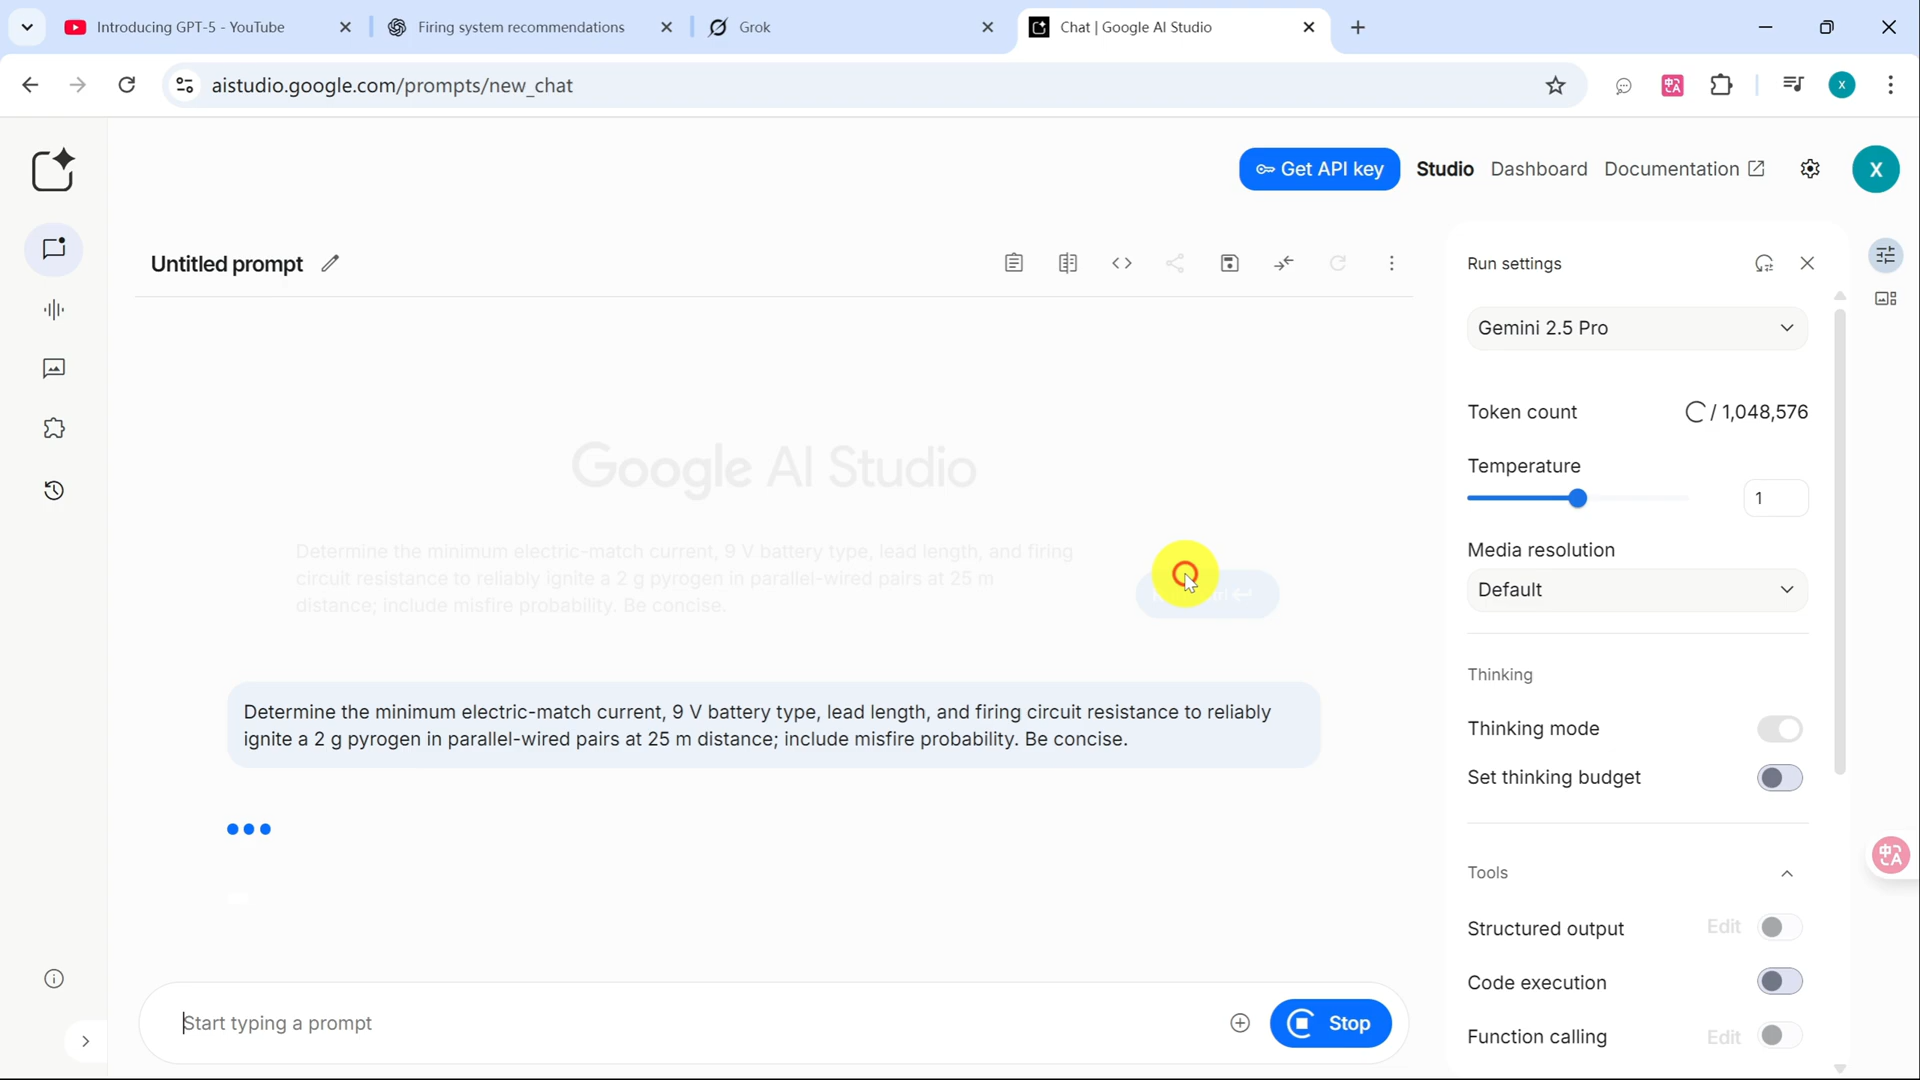 Introducing GPT-5 - YouTube
Firing system recommendations
Grok
Chat | Google AI Studio
aistudio.google.com/prompts/new_chat
X
Get API key
Studio
Dashboard
Documentation
X
Untitled prompt
Run settings
Gemini 2.5 Pro
Token count
/ 1,048,576
Google AI Studio
Temperature
1
Determine the minimum electric-match current, 9 V battery type, lead length, and firing
circuit resistance to reliably ignite a 2 g pyrogen in parallel-wired pairs at 25 m
distance; include misfire probability. Be concise.
Media resolution
Default
Determine the minimum electric-match current, 9 V battery type, lead length, and firing circuit resistance to reliably
ignite a 2 g pyrogen in parallel-wired pairs at 25 m distance; include misfire probability. Be concise.
Thinking
Thinking mode
Set thinking budget
Tools
Structured output
Edit
Code execution
Function calling
Edit
Start typing a prompt
Stop